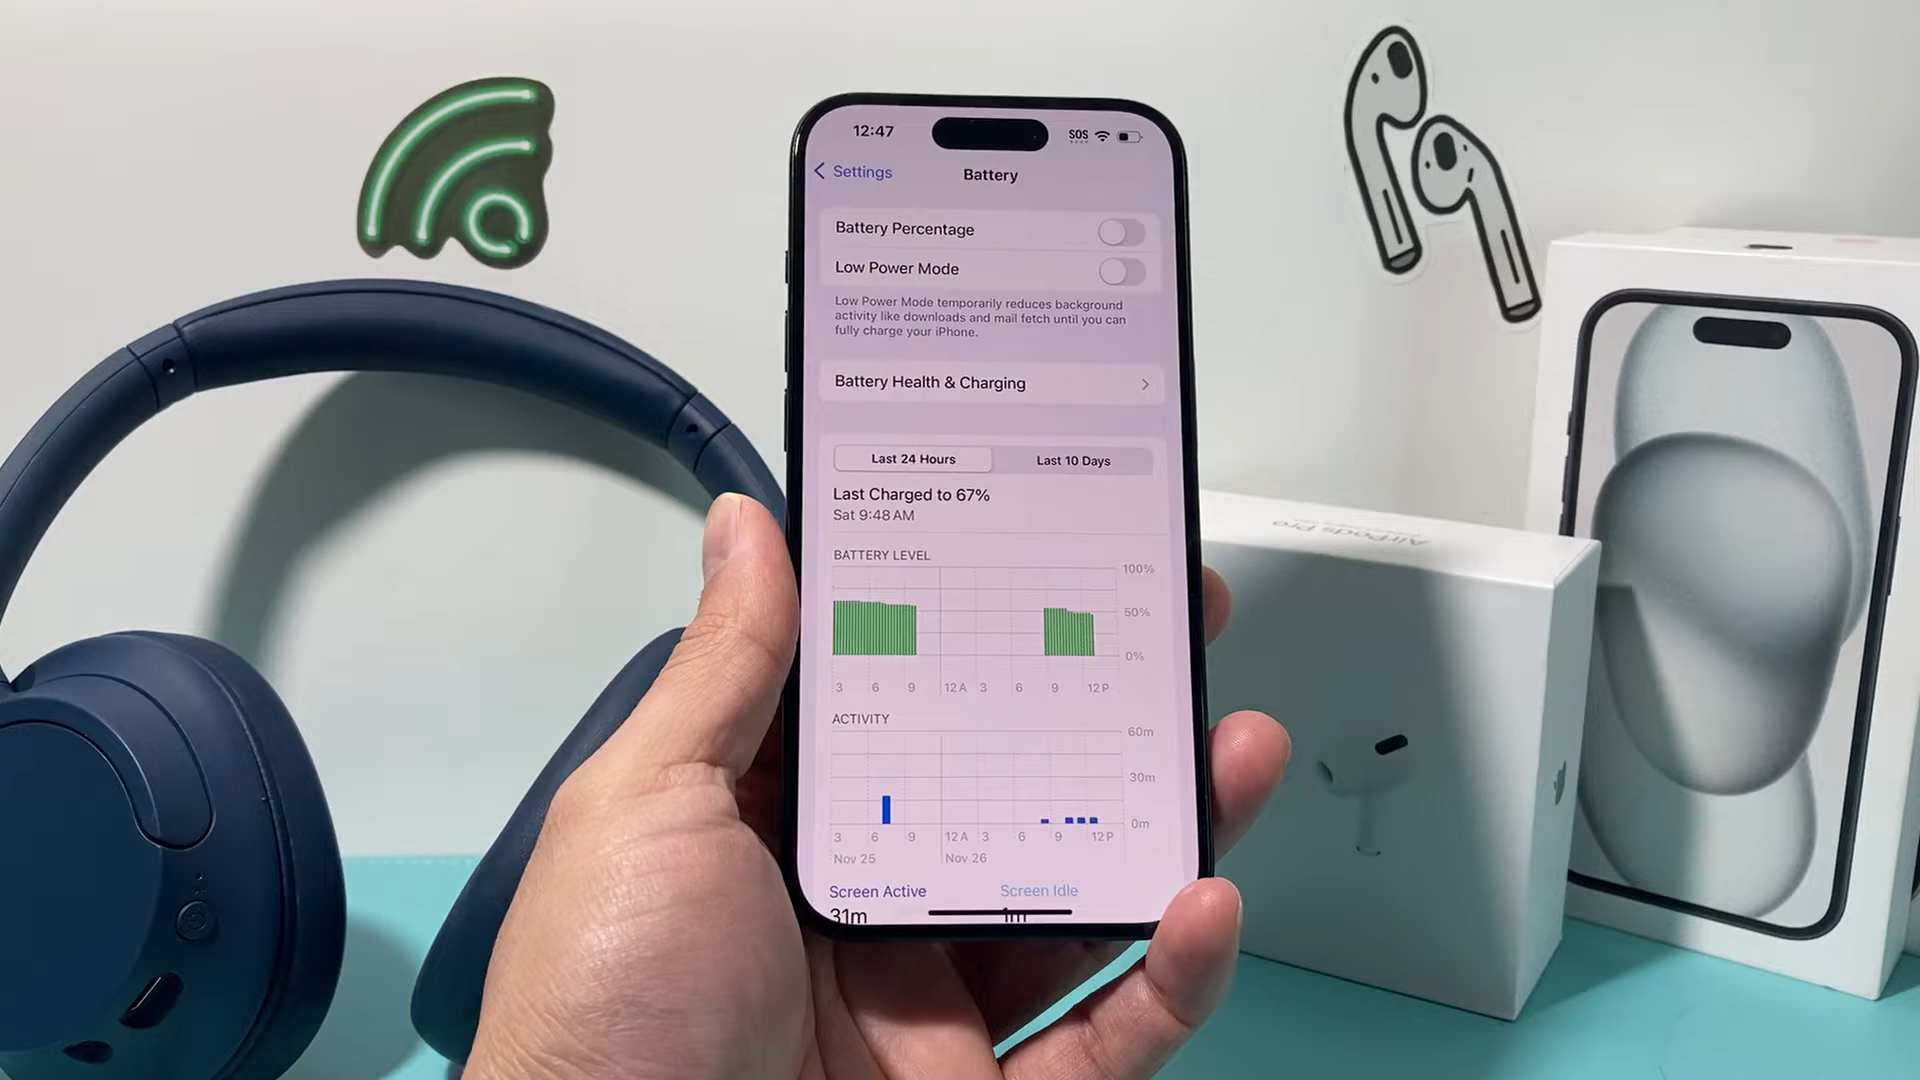 12:47
SOS
Settings
Battery
Battery Percentage
Low Power Mode
Low Power Mode temporarily reduces background
activity like downloads and mail fetch until you can
fully charge your iPhone.
Battery Health & Charging
Last 24 Hours
Last 10 Days
Last Charged to 67%
Sat 9:48 AM
BATTERY LEVEL
100%
50%
0%
3 6 9 12 A 3 6 9 12 P
ACTIVITY
60m
30m
0m
3 6 9 12 A 3 6 9 12 P
Nov 25 Nov 26
Screen Active Screen Idle
31m 1m
AirPods Pro